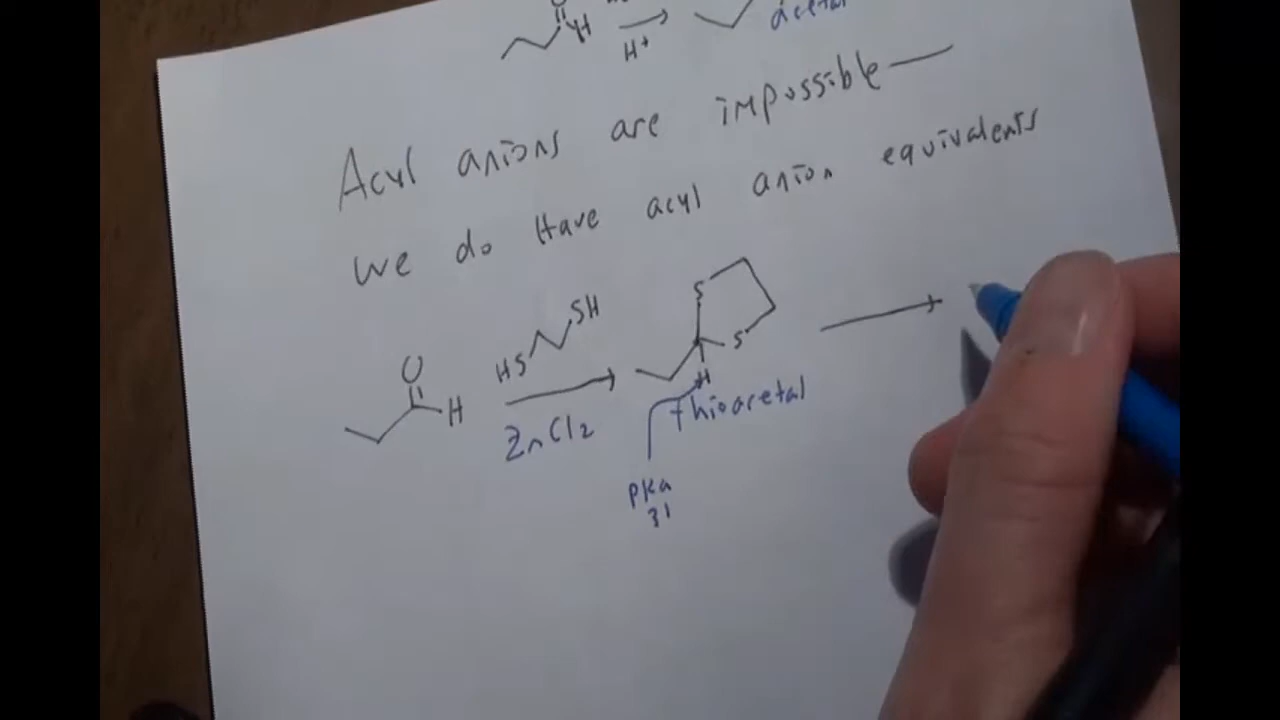 H
H+
acetal
Acyl anions are impossible—
we do Have acyl anion equivalents
O
H
HS
SH
ZnCl2
S
S
H
thioacetal
pka
31